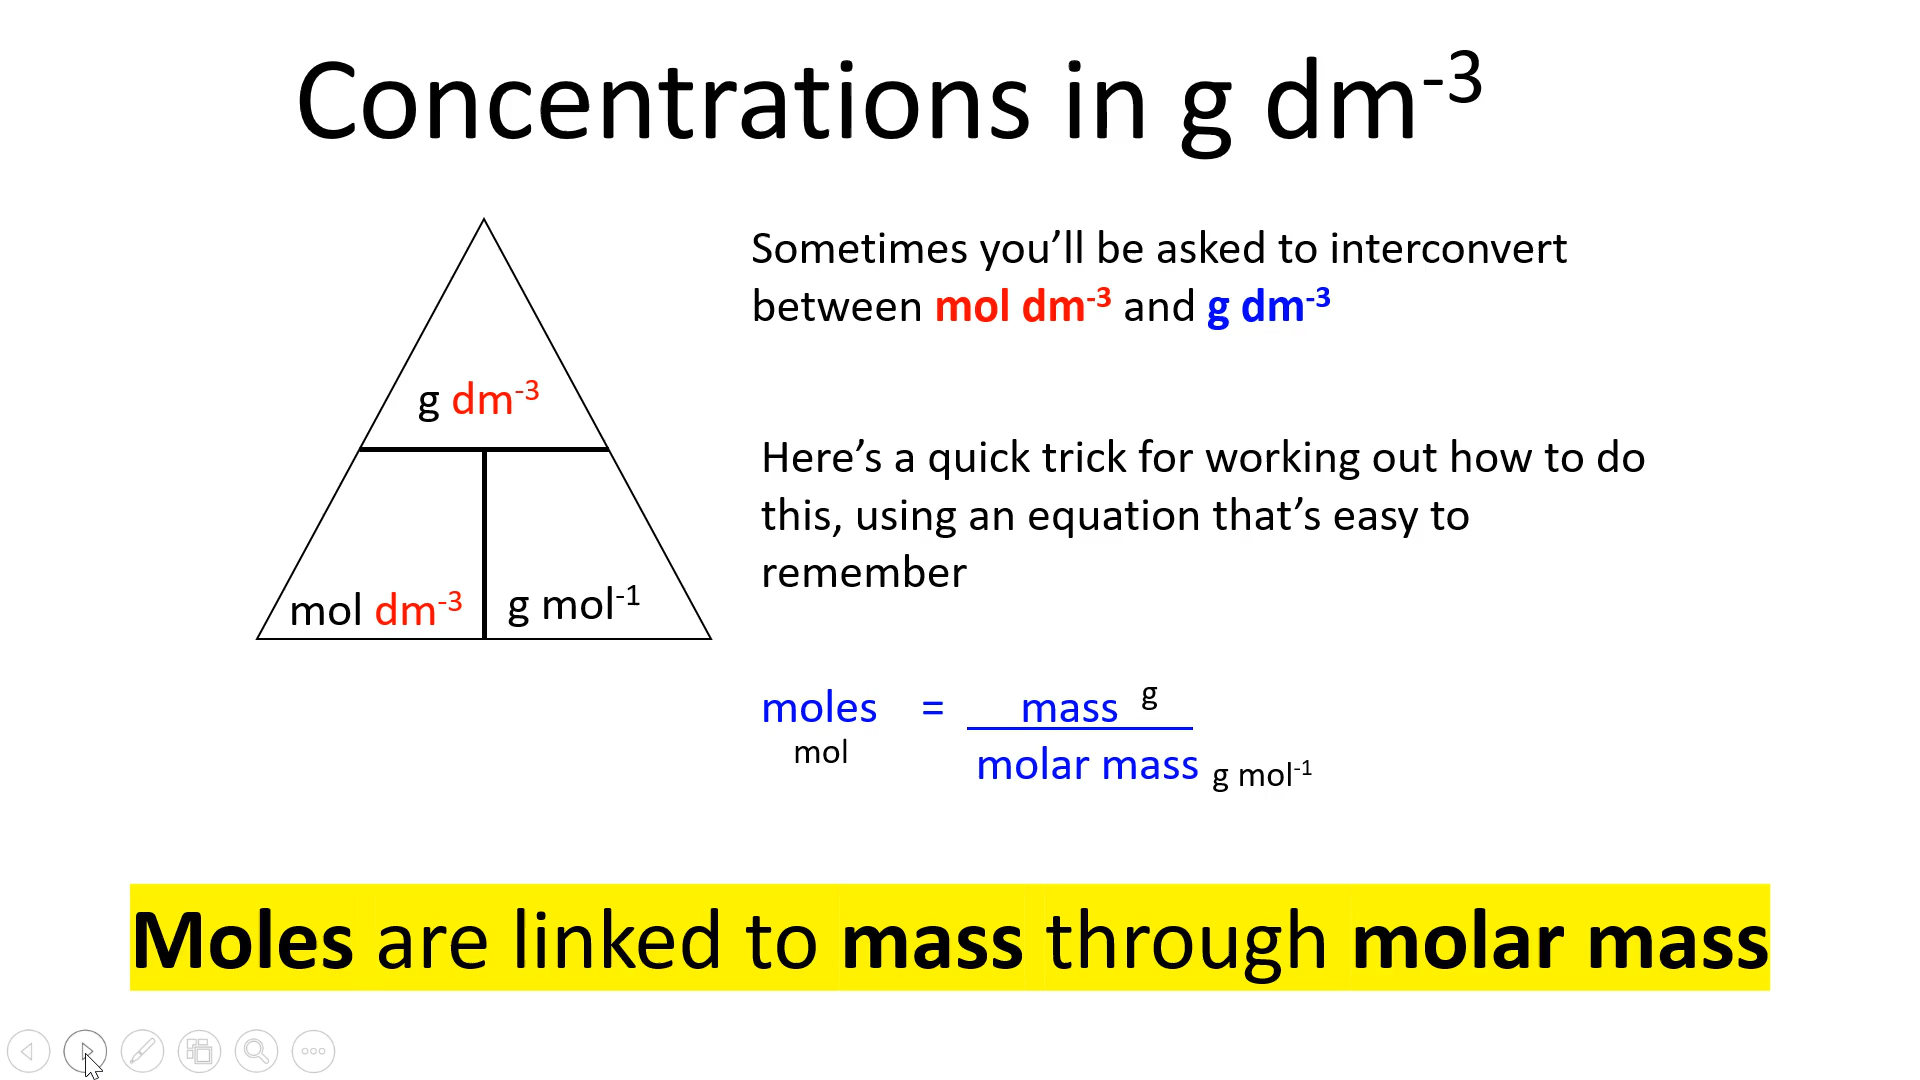 Concentrations in g dm⁻³
Sometimes you’ll be asked to interconvert
between mol dm⁻³ and g dm⁻³
g dm⁻³
mol dm⁻³
g mol⁻¹
Here’s a quick trick for working out how to do
this, using an equation that’s easy to
remember
moles = mass g
mol
molar mass g mol⁻¹
Moles are linked to mass through molar mass